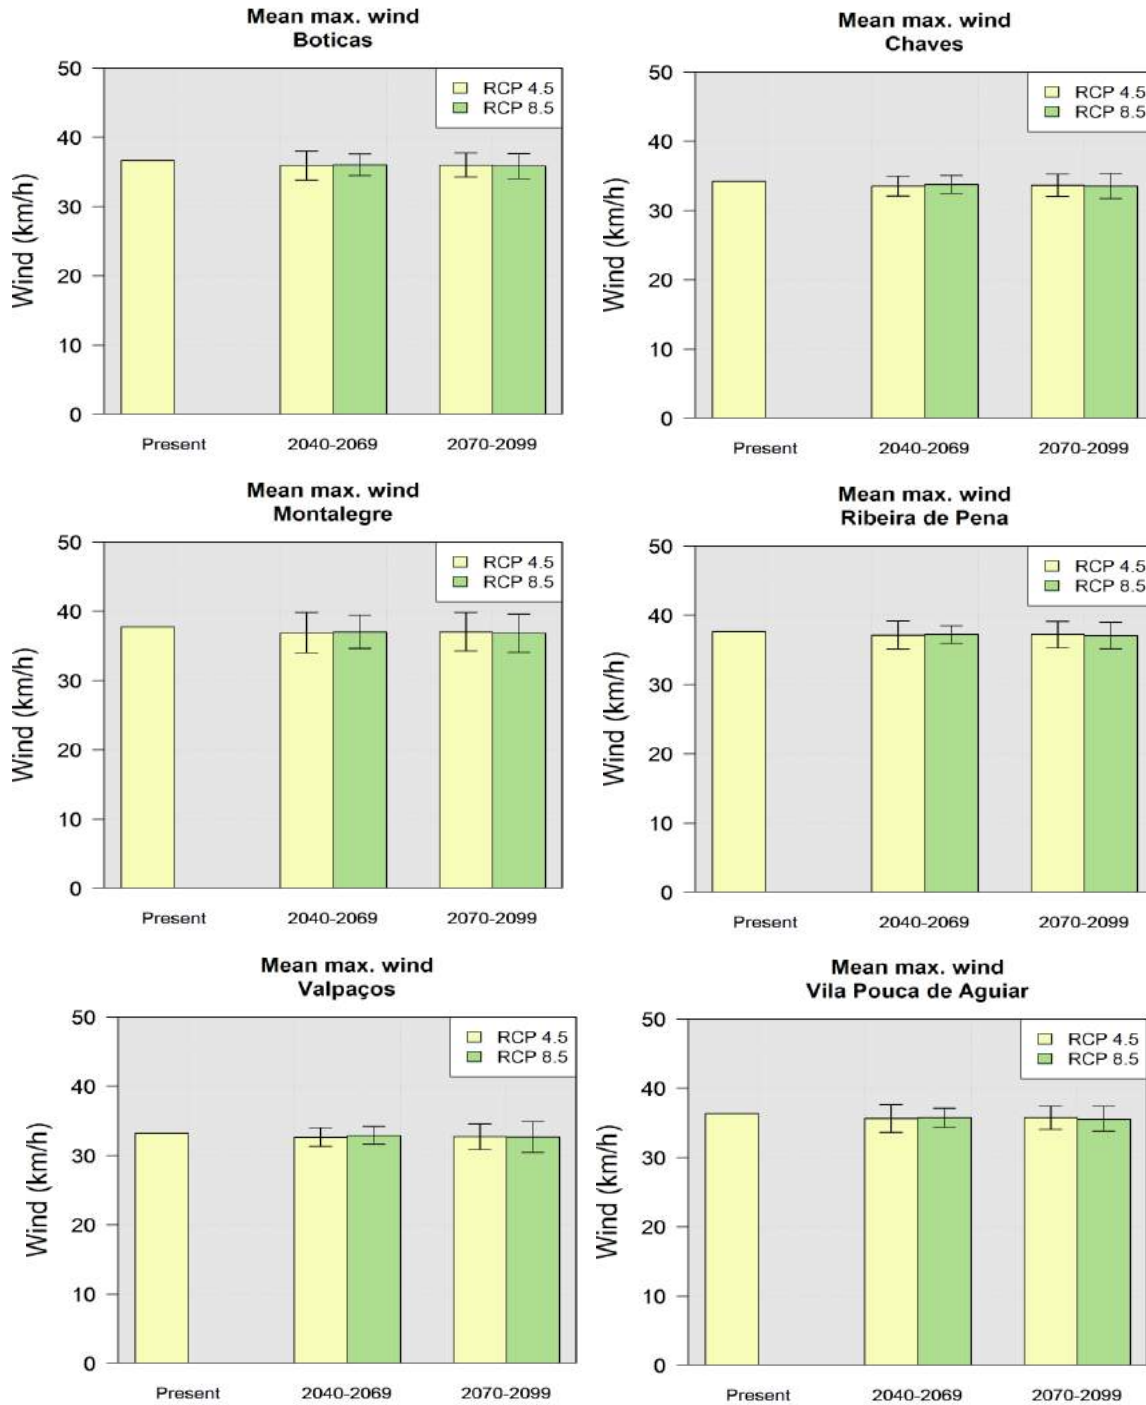 Mean max. wind
Boticas
50
40
30
20
10
0
Wind (km/h)
RCP 4.5
RCP 8.5
Present
2040-2069
2070-2099
Mean max. wind
Chaves
50
40
30
20
10
0
Wind (km/h)
RCP 4.5
RCP 8.5
Present
2040-2069
2070-2099
Mean max. wind
Montalegre
50
40
30
20
10
0
Wind (km/h)
RCP 4.5
RCP 8.5
Present
2040-2069
2070-2099
Mean max. wind
Ribeira de Pena
50
40
30
20
10
0
Wind (km/h)
RCP 4.5
RCP 8.5
Present
2040-2069
2070-2099
Mean max. wind
Valpaços
50
40
30
20
10
0
Wind (km/h)
RCP 4.5
RCP 8.5
Present
2040-2069
2070-2099
Mean max. wind
Vila Pouca de Aguiar
50
40
30
20
10
0
Wind (km/h)
RCP 4.5
RCP 8.5
Present
2040-2069
2070-2099